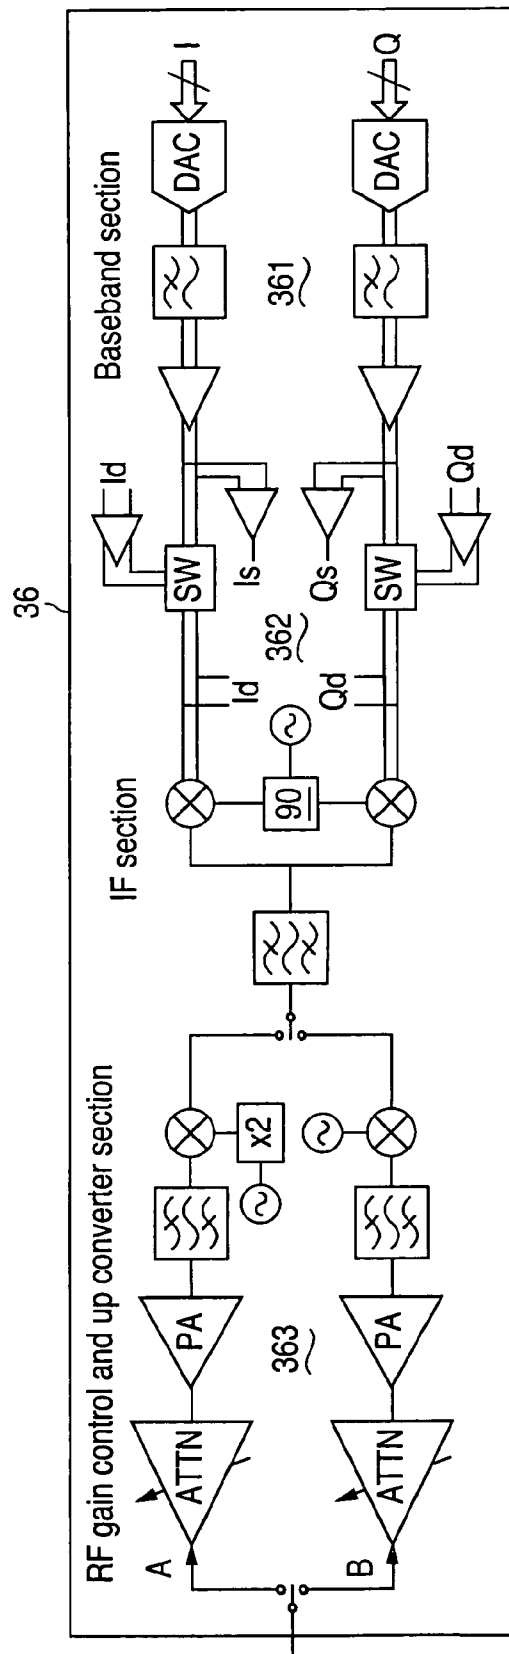 36
RF gain control and up converter section
IF section
Baseband section
A
ATTN
PA
x2
Id
SW
Id
Is
DAC
I
363
90
362
361
B
ATTN
PA
Qd
Qs
SW
Qd
DAC
Q